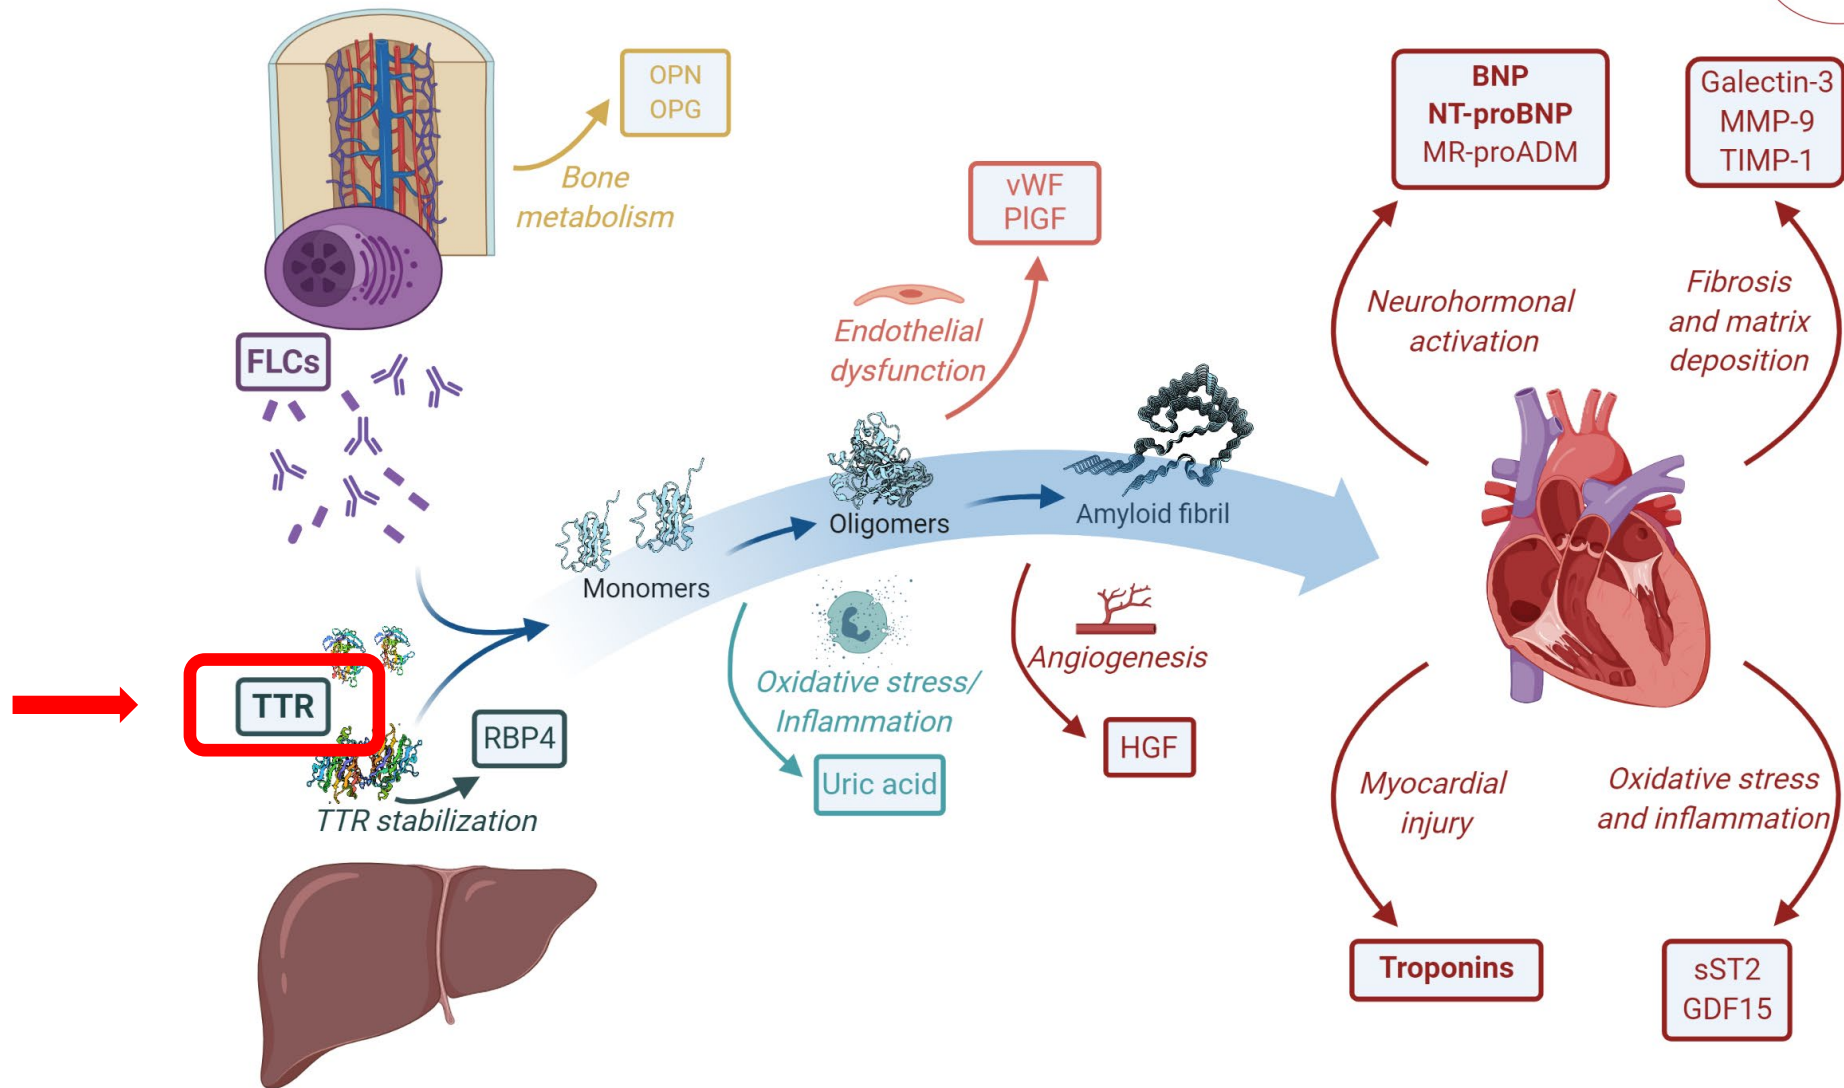 OPN
OPG
Bone
metabolism
FLCs
vWF
PlGF
Endothelial
dysfunction
Monomers
Oligomers
Amyloid fibril
TTR
RBP4
TTR stabilization
Oxidative stress/
Inflammation
Uric acid
Angiogenesis
HGF
BNP
NT-proBNP
MR-proADM
Galectin-3
MMP-9
TIMP-1
Neurohormonal
activation
Fibrosis
and matrix
deposition
Myocardial
injury
Oxidative stress
and inflammation
Troponins
sST2
GDF15